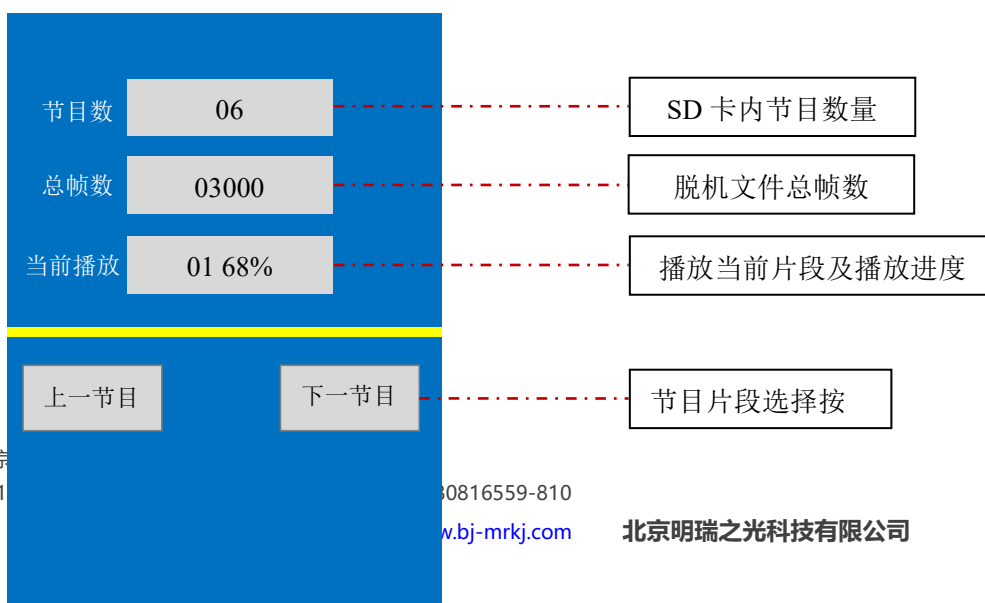 节目数 06 SD 卡内节目数量
总帧数 03000 脱机文件总帧数
当前播放 01 68% 播放当前片段及播放进度
上一节目 下一节目 节目片段选择按
0816559-810
.bj-mrkj.com 北京明瑞之光科技有限公司